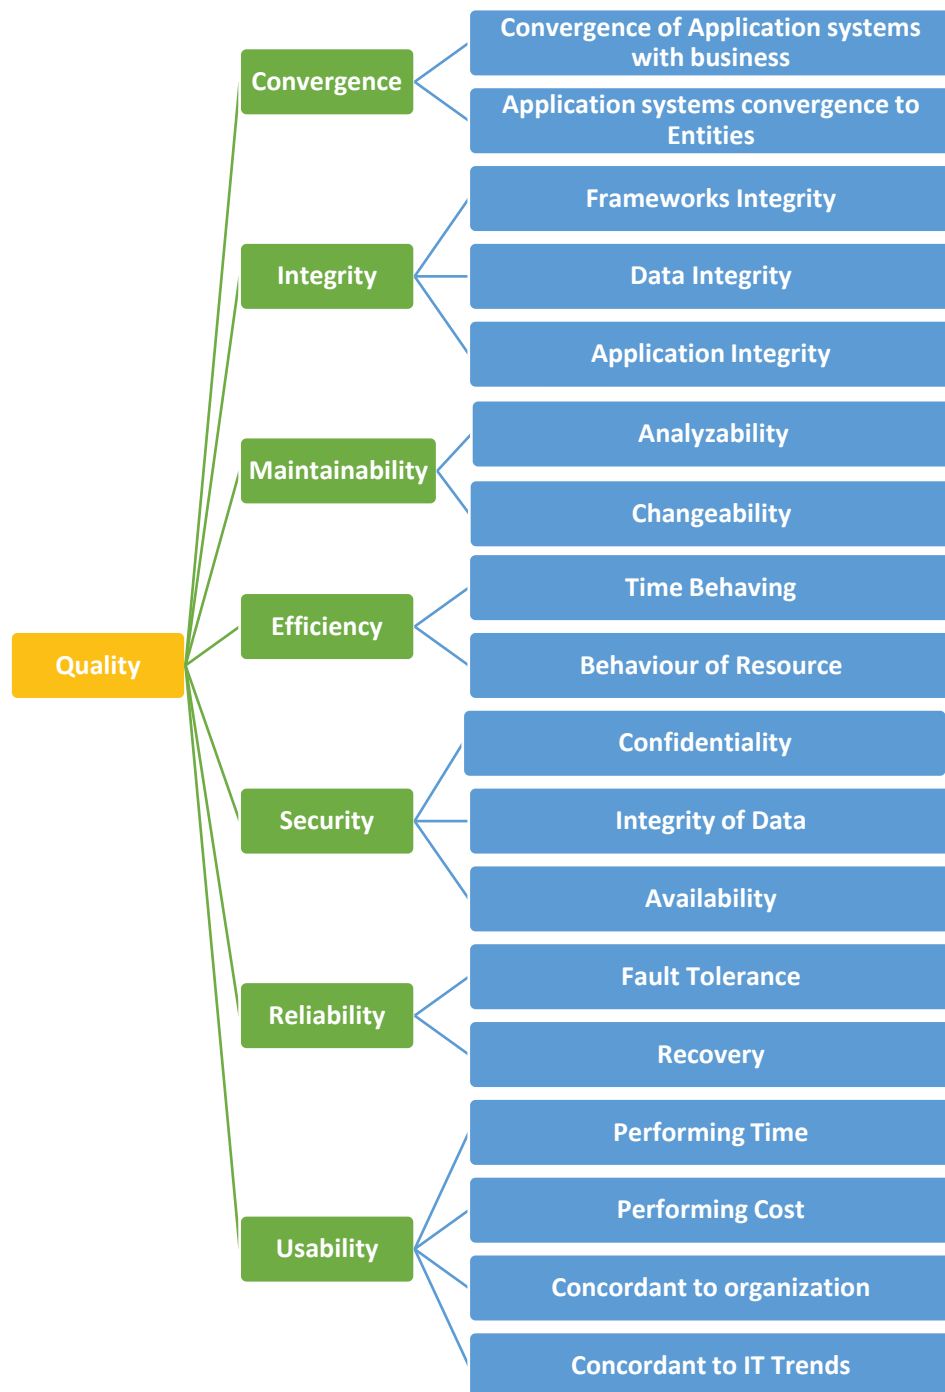 Quality
Convergence
Convergence of Application systems
with business
Application systems convergence to
Entities
Integrity
Frameworks Integrity
Data Integrity
Application Integrity
Maintainability
Analyzability
Changeability
Efficiency
Time Behaving
Behaviour of Resource
Security
Confidentiality
Integrity of Data
Availability
Reliability
Fault Tolerance
Recovery
Usability
Performing Time
Performing Cost
Concordant to organization
Concordant to IT Trends